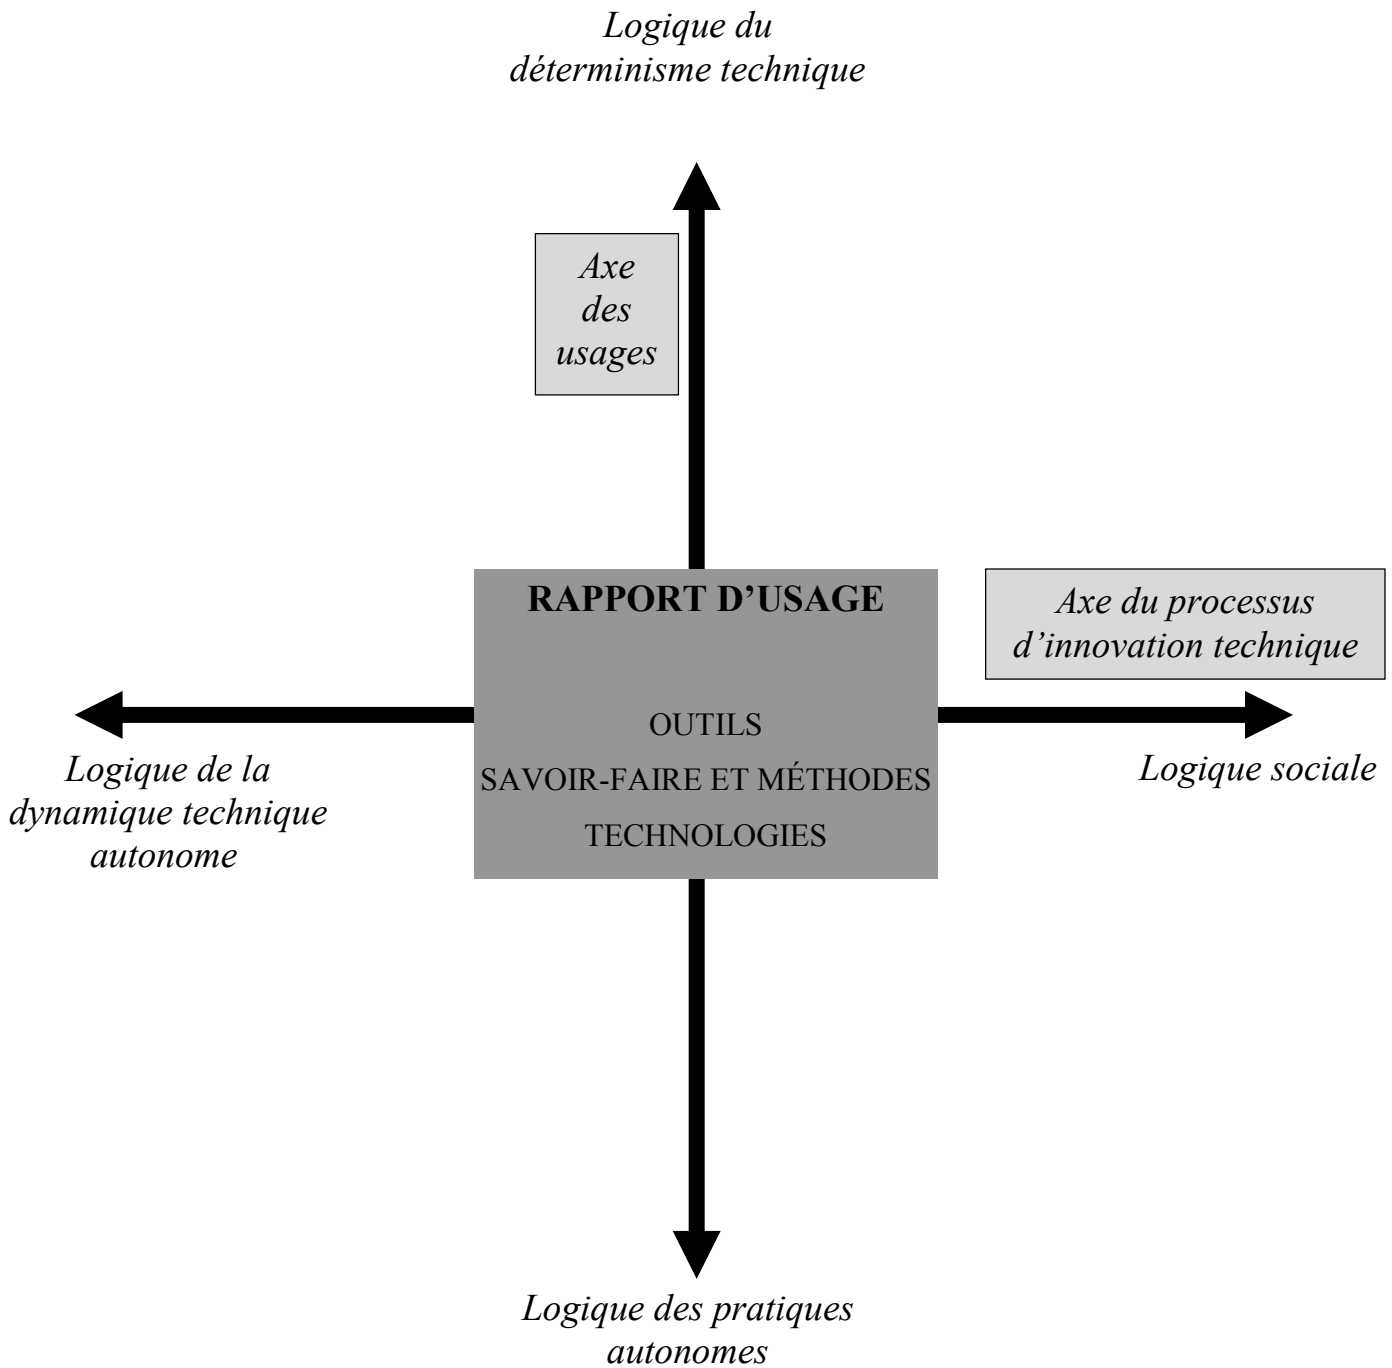 Logique du
déterminisme technique
Axe
des
usages
RAPPORT D’USAGE
OUTILS
SAVOIR-FAIRE ET MÉTHODES
TECHNOLOGIES
Axe du processus
d’innovation technique
Logique de la
dynamique technique
autonome
Logique sociale
Logique des pratiques
autonomes